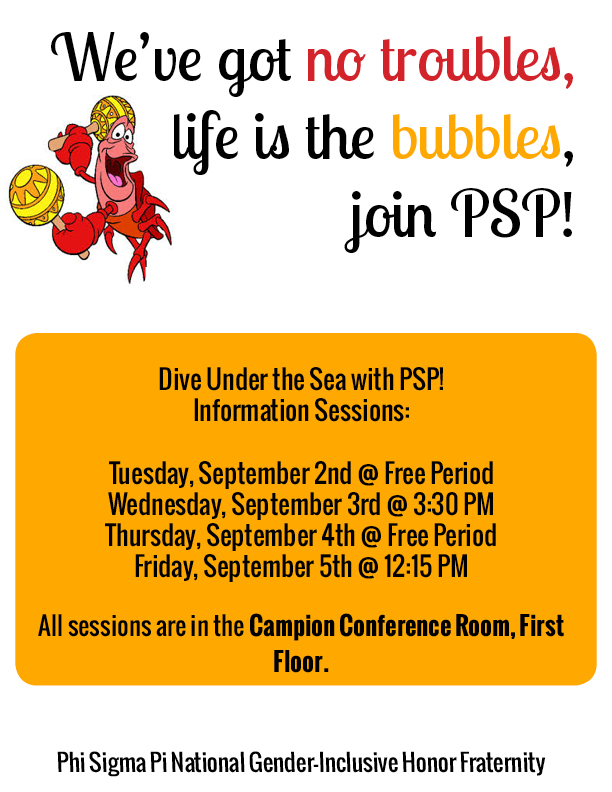 We've got no troubles,
life is the bubbles,
join PSP!
Dive Under the Sea with PSP!
Information Sessions:
Tuesday, September 2nd @ Free Period
Wednesday, September 3rd @ 3:30 PM
Thursday, September 4th @ Free Period
Friday, September 5th @ 12:15 PM
All sessions are in the Campion Conference Room, First
Floor.
Phi Sigma Pi National Gender-Inclusive Honor Fraternity